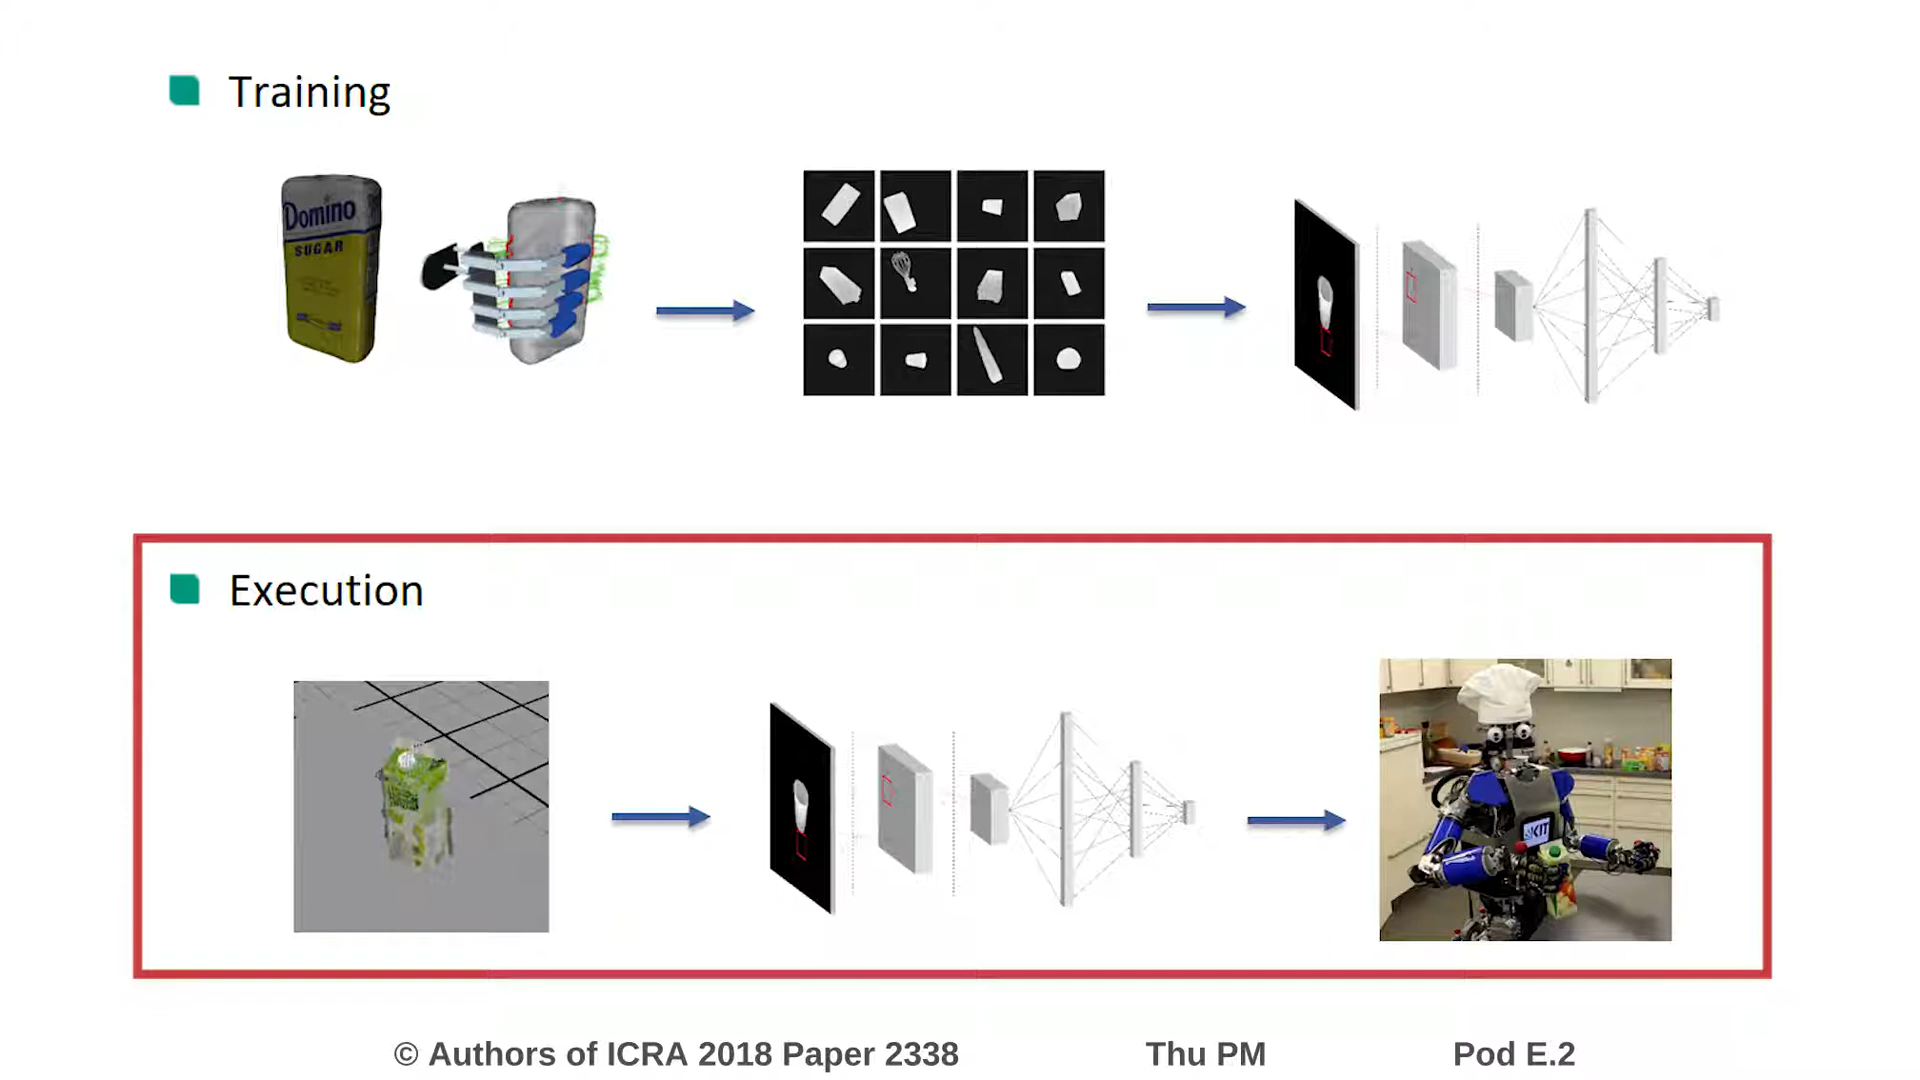 Training
Domino
SUGAR
Execution
KIT
© Authors of ICRA 2018 Paper 2338
Thu PM
Pod E.2